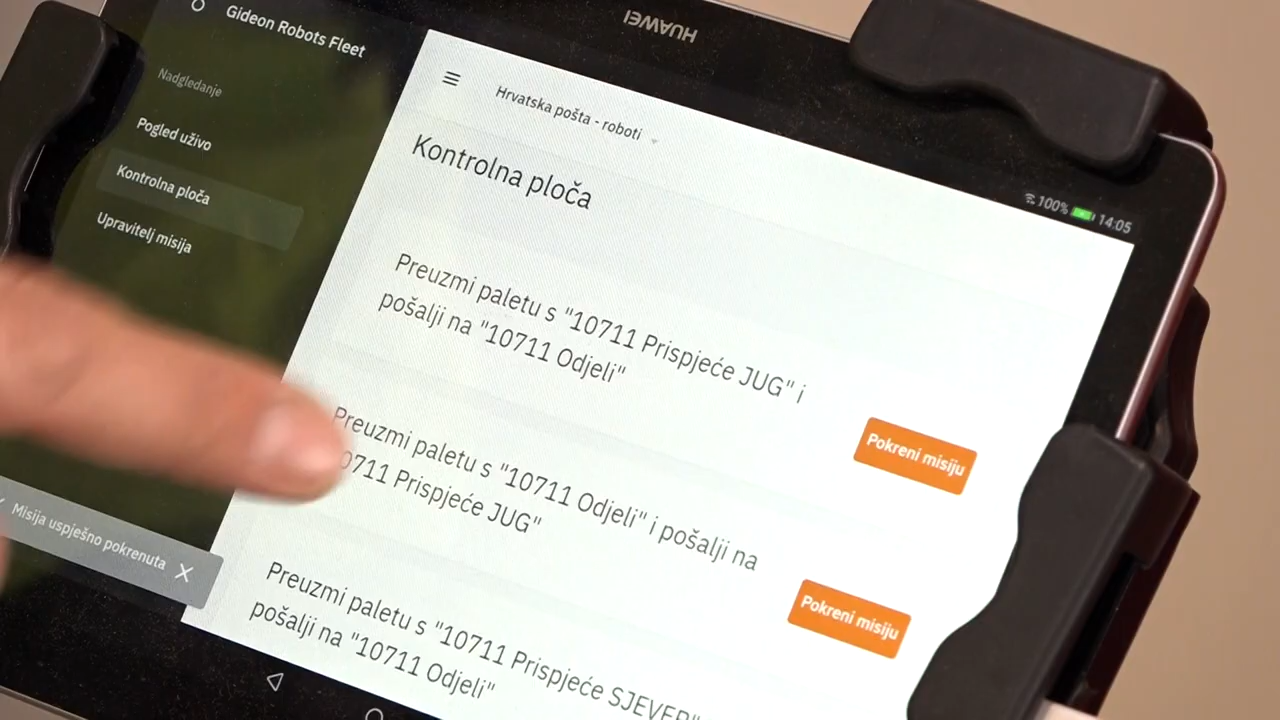 HUAWEI
Gideon Robots Fleet
Nadgledanje
Pogled uživo
Kontrolna ploča
Upravitelj misija
Hrvatska pošta - roboti
100% 14:05
Kontrolna ploča
Preuzmi paletu s "10711 Prispjeće JUG" i
pošalji na "10711 Odjeli"
Pokreni misiju
Preuzmi paletu s "10711 Odjeli" i pošalji na
0711 Prispjeće JUG"
Pokreni misiju
Preuzmi paletu s "10711 Prispjeće SJEVER"
pošalji na "10711 Odjeli"
Misija uspješno pokrenuta